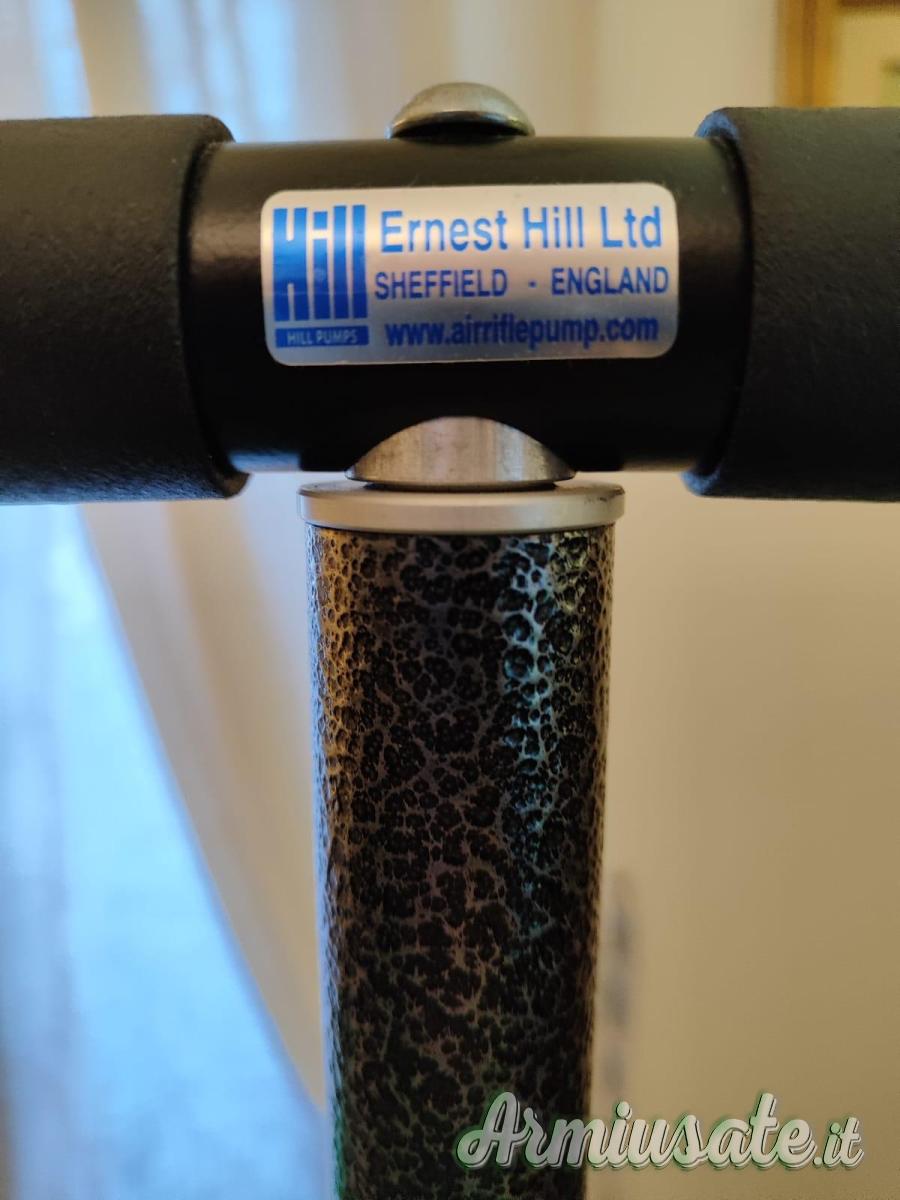 Hill
HILL PUMPS
Ernest Hill Ltd
SHEFFIELD - ENGLAND
www.airriflepump.com
Armiusate.it